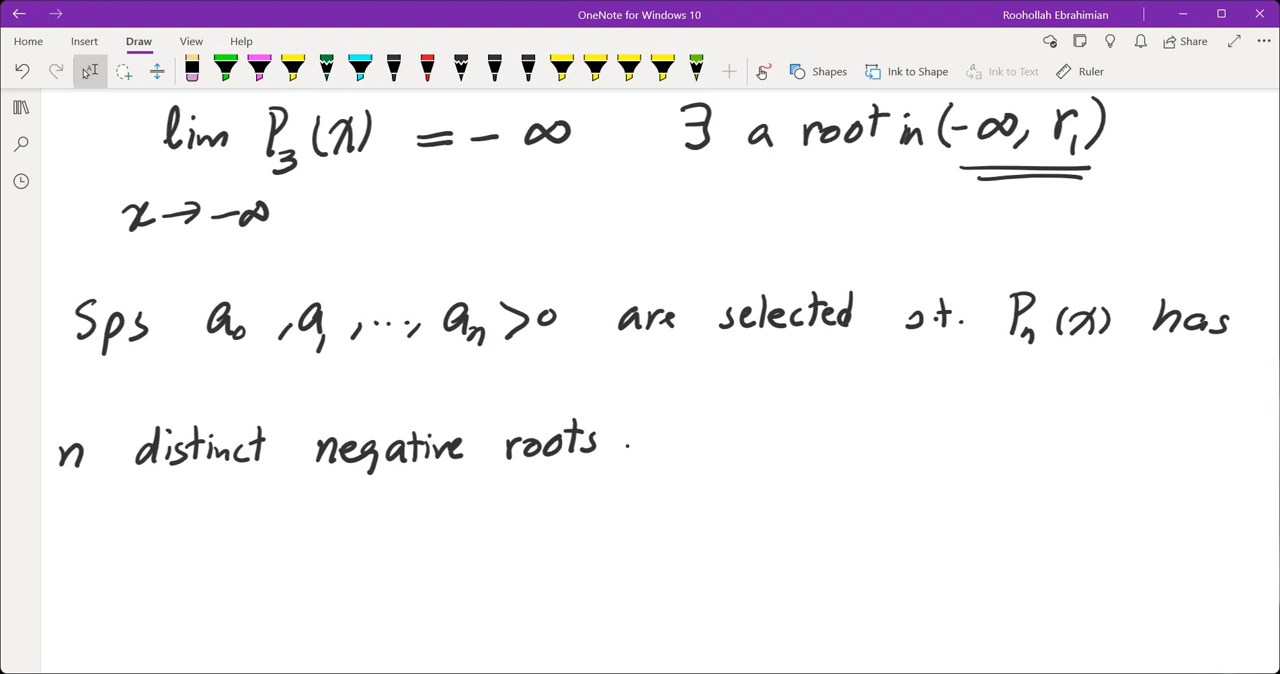 OneNote for Windows 10
Roohollah Ebrahimian
Home Insert Draw View Help
Share
Shapes Ink to Shape Ink to Text Ruler
lim P₃(x) = -∞ ∃ a root in (-∞, r₁)
x → -∞
Sps a₀, a₁, ..., aₙ > 0 are selected s.t. Pₙ(x) has
n distinct negative roots.